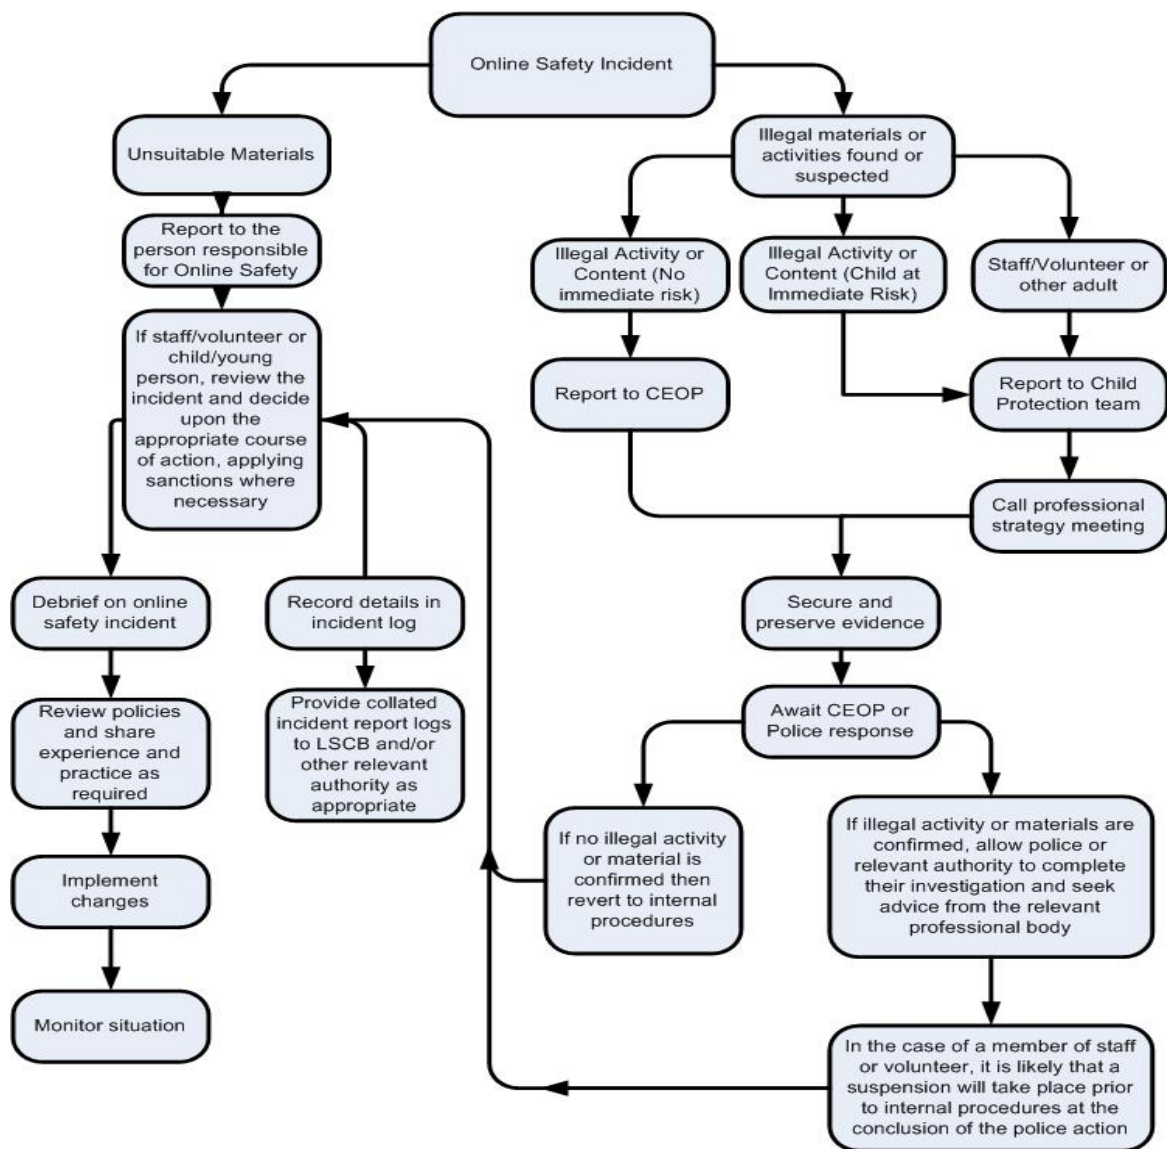 Online Safety Incident
Unsuitable Materials
Illegal materials or
activities found or
suspected
Report to the
person responsible
for Online Safety
Illegal Activity or
Content (No
immediate risk)
Illegal Activity or
Content (Child at
Immediate Risk)
Staff/Volunteer or
other adult
If staff/volunteer or
child/young
person, review the
incident and decide
upon the
appropriate course
of action, applying
sanctions where
necessary
Report to CEOP
Report to Child
Protection team
Call professional
strategy meeting
Debrief on online
safety incident
Record details in
incident log
Secure and
preserve evidence
Review policies
and share
experience and
practice as
required
Provide collated
incident report logs
to LSCB and/or
other relevant
authority as
appropriate
Await CEOP or
Police response
If no illegal activity
or material is
confirmed then
revert to internal
procedures
If illegal activity or materials are
confirmed, allow police or
relevant authority to complete
their investigation and seek
advice from the relevant
professional body
Implement
changes
Monitor situation
In the case of a member of staff
or volunteer, it is likely that a
suspension will take place prior
to internal procedures at the
conclusion of the police action